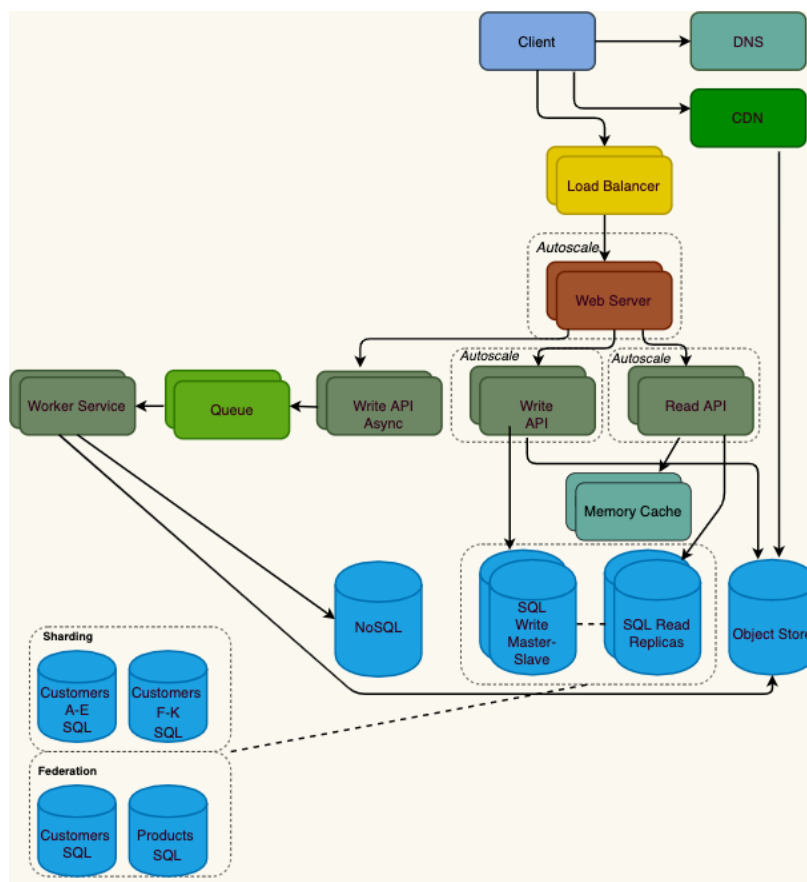 Client
DNS
CDN
Load Balancer
Autoscale
Web Server
Autoscale
Autoscale
Worker Service
Queue
Write API
Async
Write
API
Read API
Memory Cache
NoSQL
SQL
Write
Master-
Slave
SQL Read
Replicas
Object Store
Sharding
Customers
A-E
SQL
Customers
F-K
SQL
Federation
Customers
SQL
Products
SQL